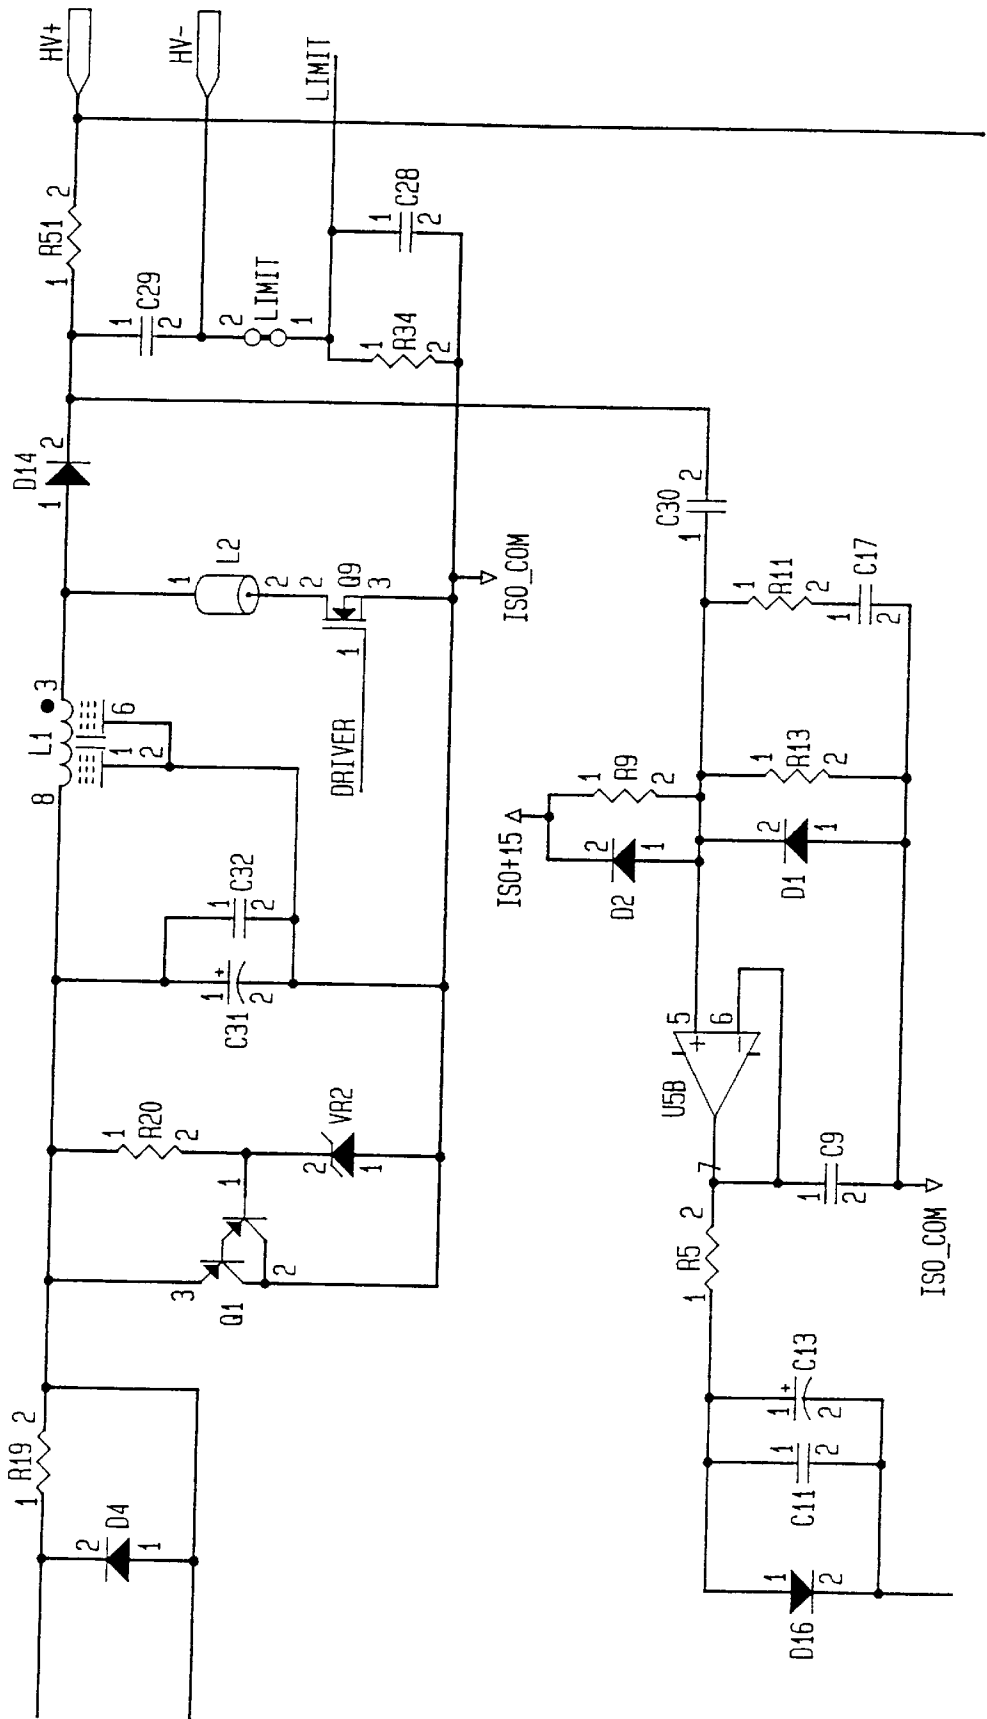 R19
1
2
D4
2
1
Q1
3
2
1
R20
1
2
VR2
2
1
C31
1
+
2
C32
1
2
L1
8
3
1
2
6
L2
1
2
Q9
2
3
1
DRIVER
ISO_COM
D14
1
2
R51
1
2
HV+
C29
1
2
HV-
LIMIT
2
1
LIMIT
R34
1
2
C28
1
2
D16
1
2
C11
1
2
C13
1
+
2
R5
1
2
U5B
7
5
+
6
C9
1
2
ISO_COM
ISO+15
D2
2
1
R9
1
2
D1
2
1
R13
1
2
C30
1
2
R11
1
2
C17
1
2